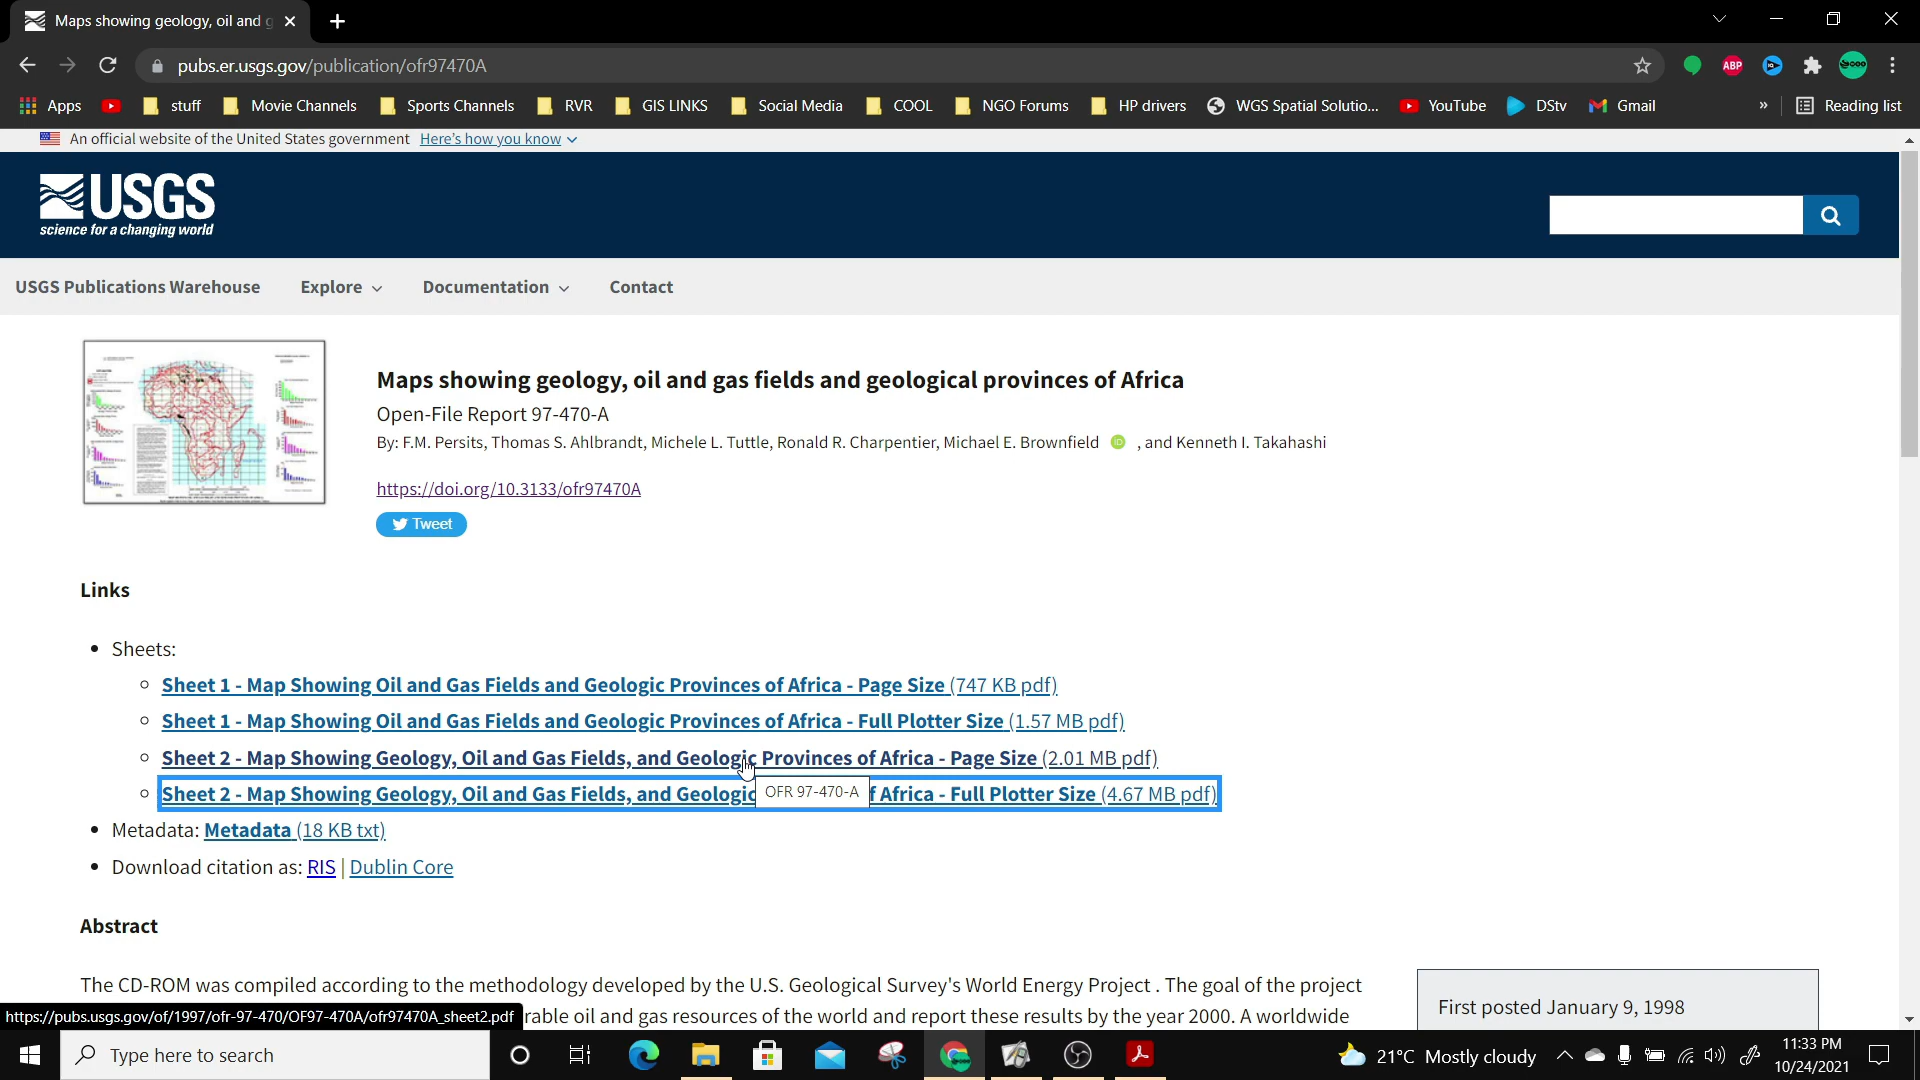 Maps showing geology, oil and g
pubs.er.usgs.gov/publication/ofr97470A
ABP
Apps stuff Movie Channels Sports Channels RVR GIS LINKS Social Media COOL NGO Forums HP drivers WGS Spatial Solutio... YouTube DStv Gmail » Reading list
An official website of the United States government Here's how you know
USGS
science for a changing world
USGS Publications Warehouse Explore Documentation Contact
Maps showing geology, oil and gas fields and geological provinces of Africa
Open-File Report 97-470-A
By: F.M. Persits, Thomas S. Ahlbrandt, Michele L. Tuttle, Ronald R. Charpentier, Michael E. Brownfield iD , and Kenneth I. Takahashi
https://doi.org/10.3133/ofr97470A
Tweet
Links
• Sheets:
Sheet 1 - Map Showing Oil and Gas Fields and Geologic Provinces of Africa - Page Size (747 KB pdf)
Sheet 1 - Map Showing Oil and Gas Fields and Geologic Provinces of Africa - Full Plotter Size (1.57 MB pdf)
Sheet 2 - Map Showing Geology, Oil and Gas Fields, and Geologic Provinces of Africa - Page Size (2.01 MB pdf)
Sheet 2 - Map Showing Geology, Oil and Gas Fields, and Geologic OFR 97-470-A f Africa - Full Plotter Size (4.67 MB pdf)
• Metadata: Metadata (18 KB txt)
• Download citation as: RIS | Dublin Core
Abstract
The CD-ROM was compiled according to the methodology developed by the U.S. Geological Survey's World Energy Project . The goal of the project
First posted January 9, 1998
https://pubs.usgs.gov/of/1997/ofr-97-470/OF97-470A/ofr97470A_sheet2.pdf rable oil and gas resources of the world and report these results by the year 2000. A worldwide
Type here to search
21°C Mostly cloudy
11:33 PM
10/24/2021